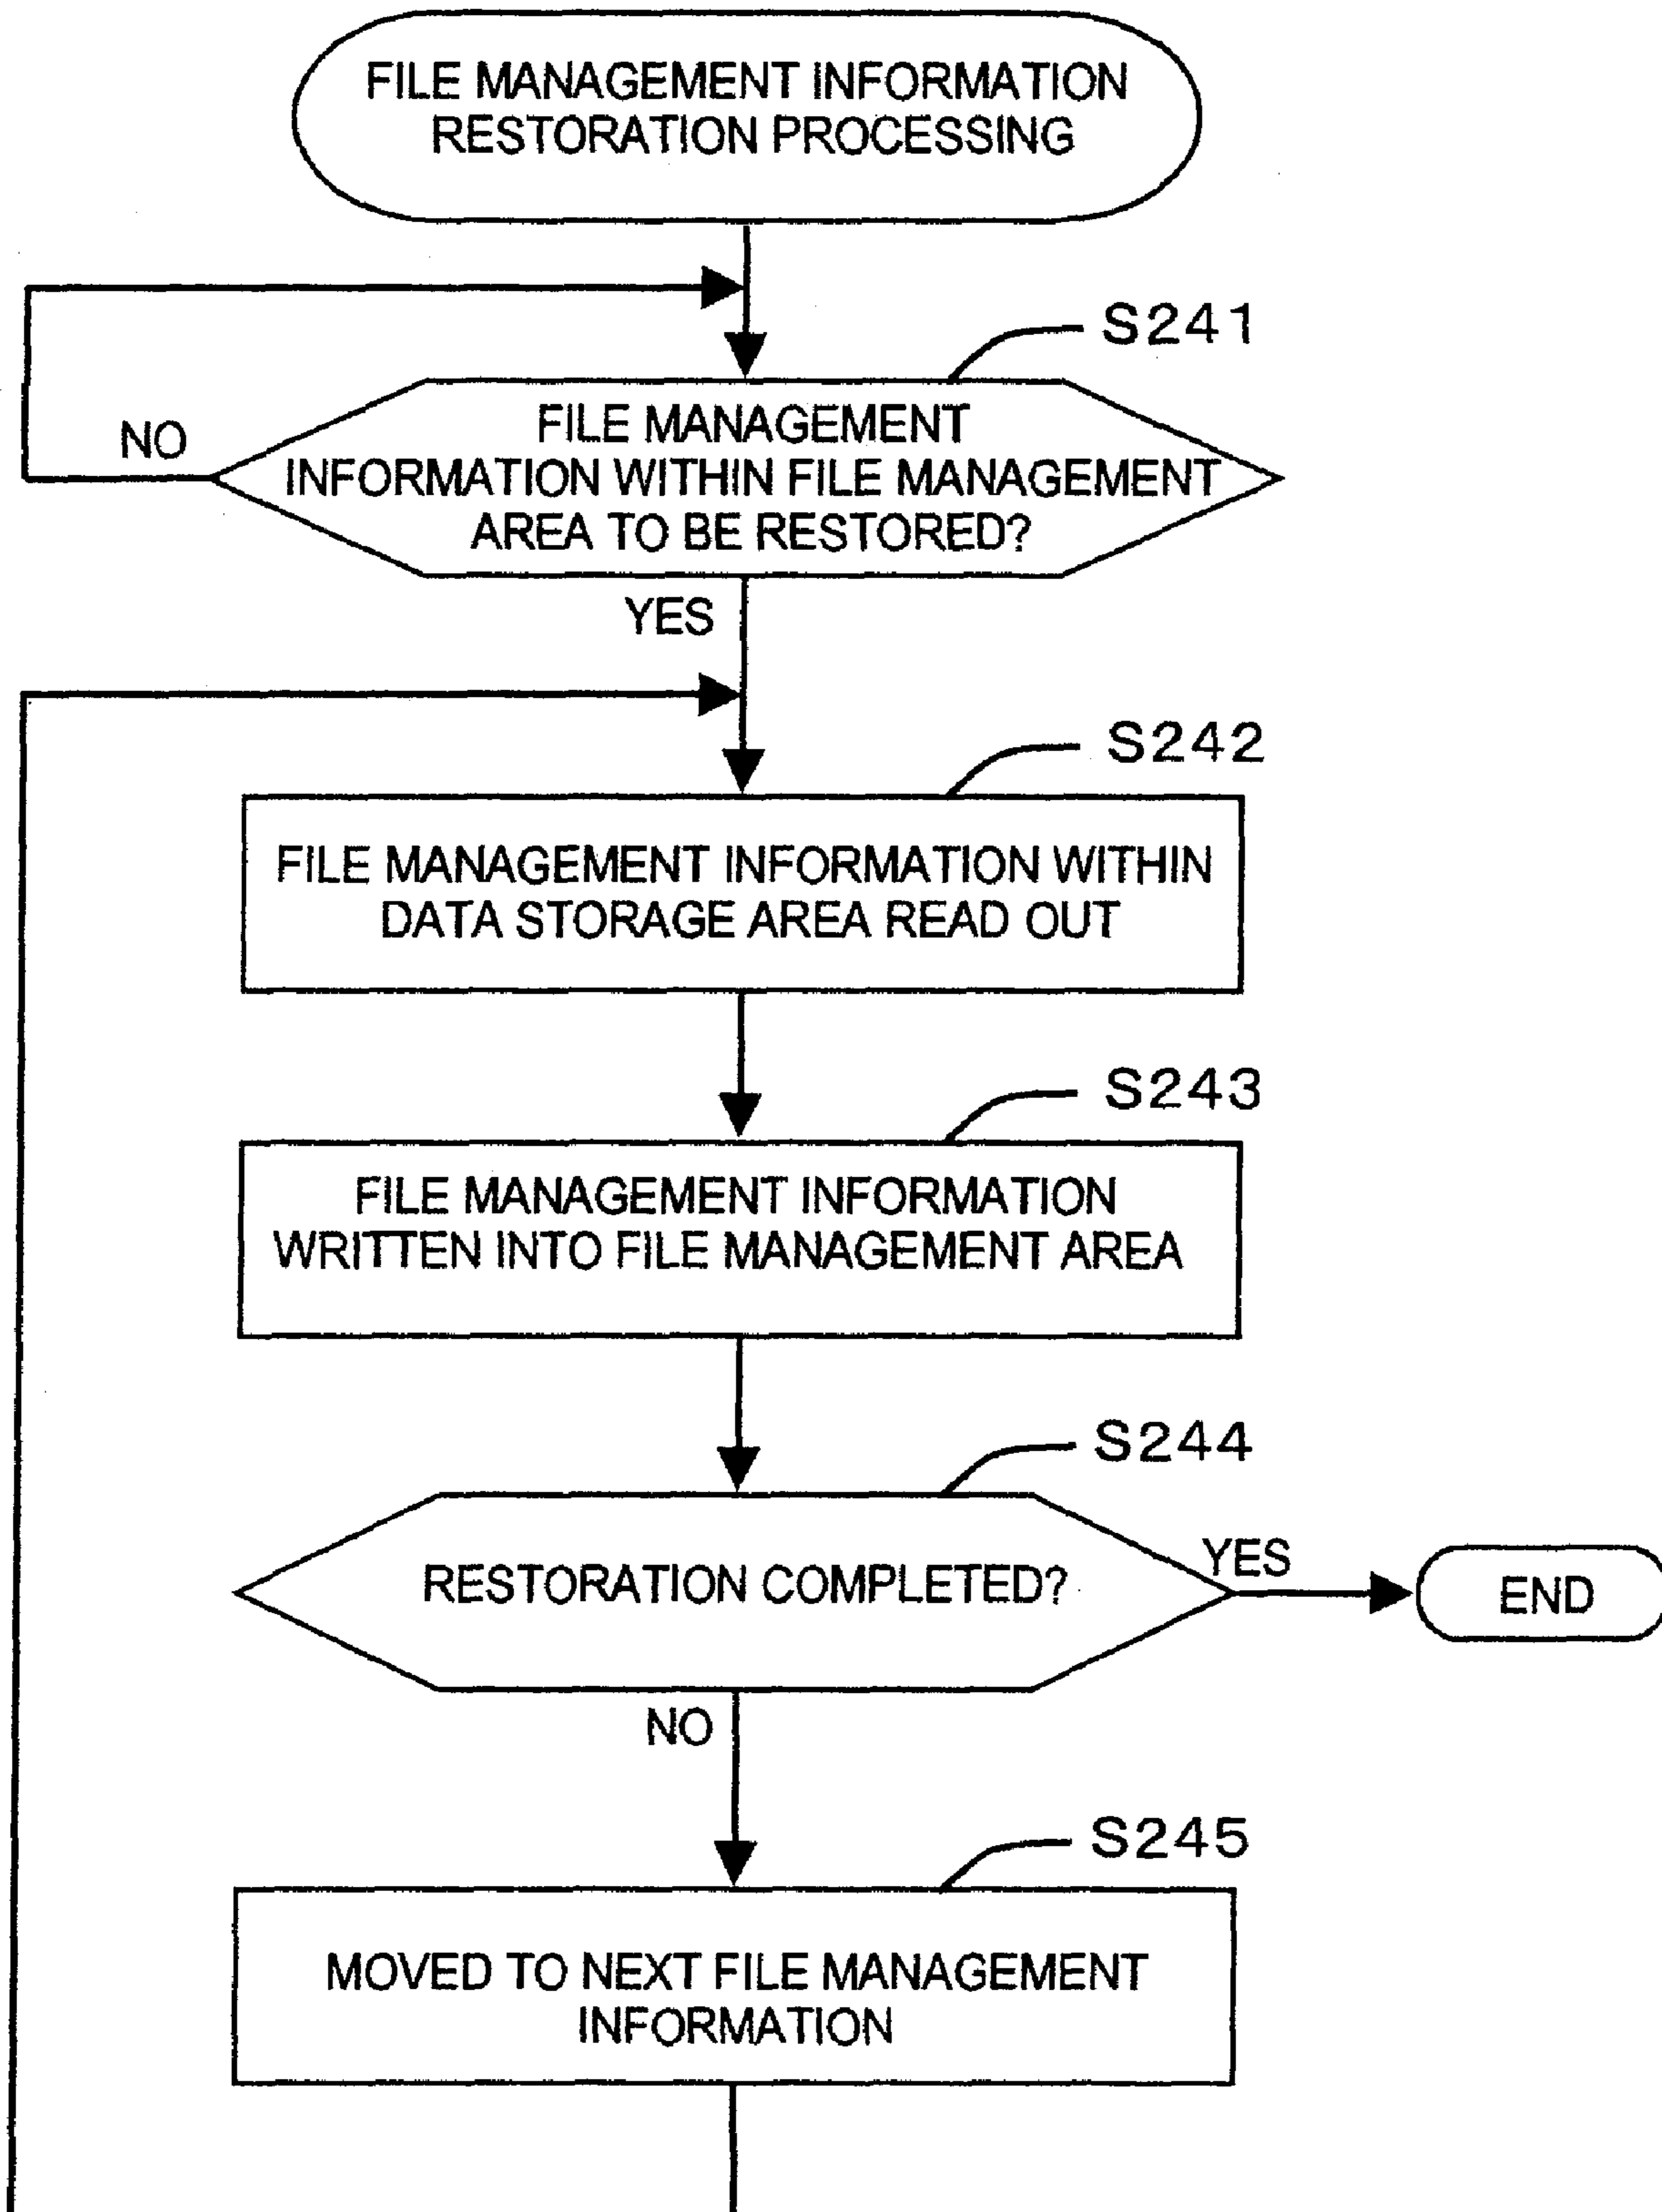 FILE MANAGEMENT INFORMATION
RESTORATION PROCESSING
S241
NO
FILE MANAGEMENT
INFORMATION WITHIN FILE MANAGEMENT
AREA TO BE RESTORED?
YES
S242
FILE MANAGEMENT INFORMATION WITHIN
DATA STORAGE AREA READ OUT
S243
FILE MANAGEMENT INFORMATION
WRITTEN INTO FILE MANAGEMENT AREA
S244
RESTORATION COMPLETED?
YES
END
NO
S245
MOVED TO NEXT FILE MANAGEMENT
INFORMATION